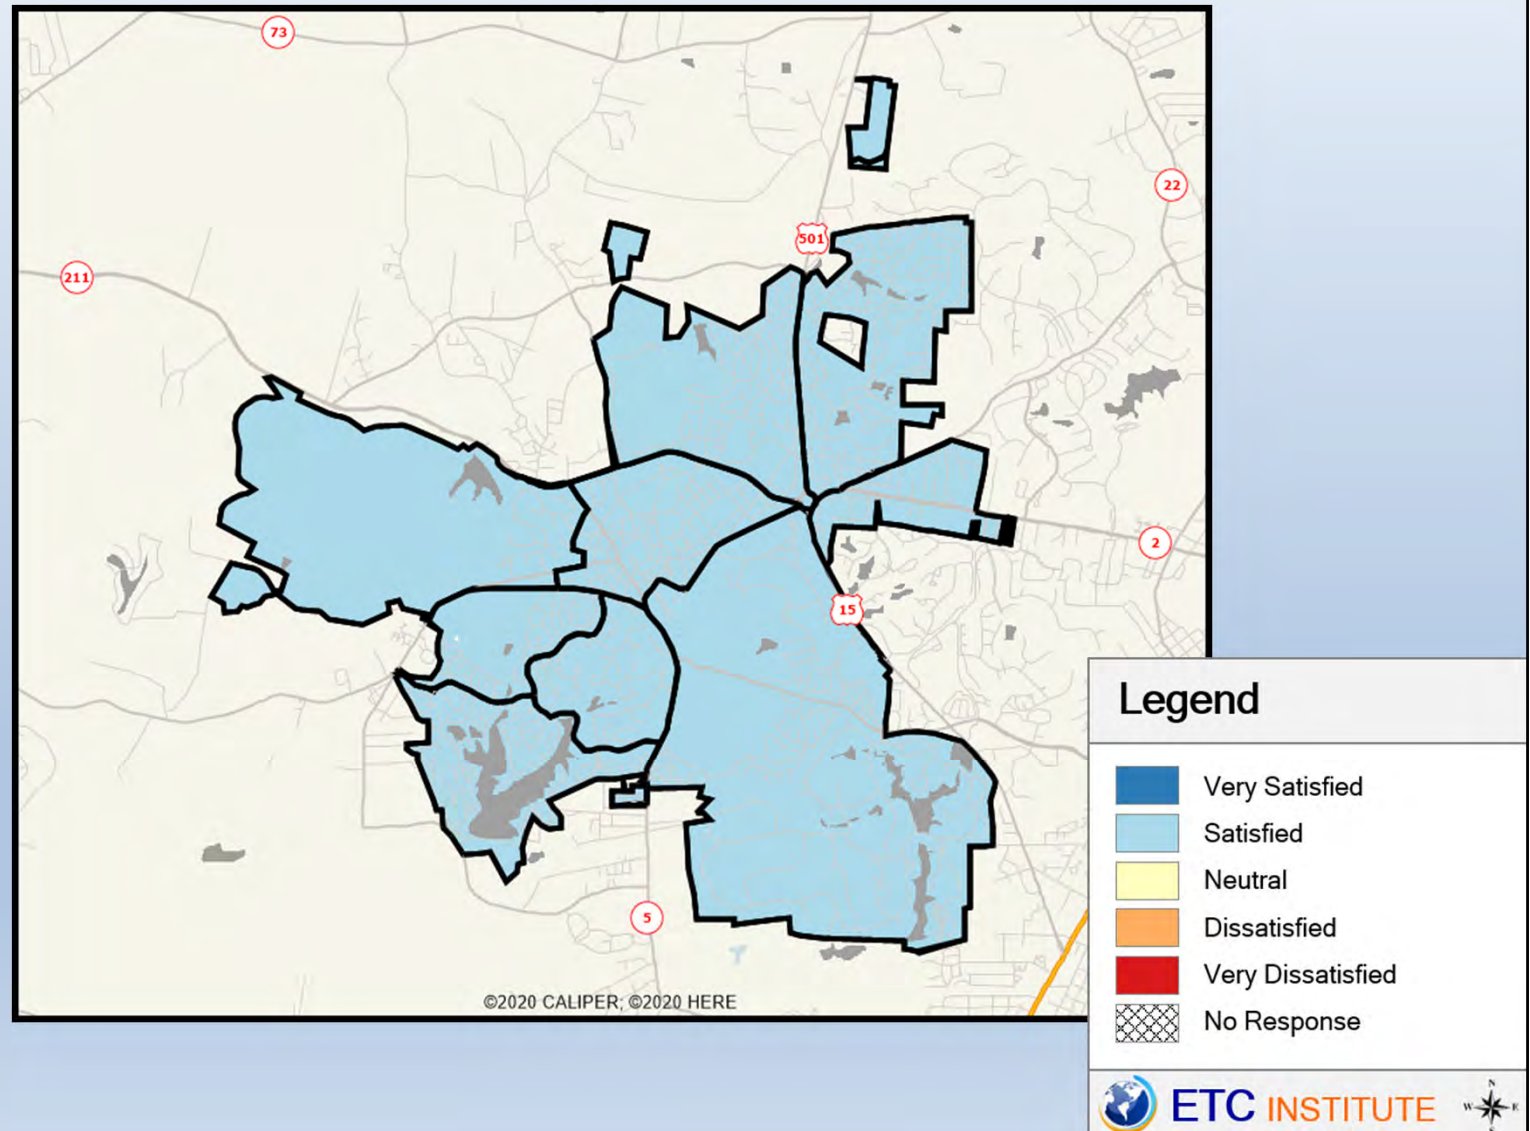 73
22
501
211
2
15
5
©2020 CALIPER; ©2020 HERE
Legend
Very Satisfied
Satisfied
Neutral
Dissatisfied
Very Dissatisfied
No Response
ETC INSTITUTE
N
W E
S